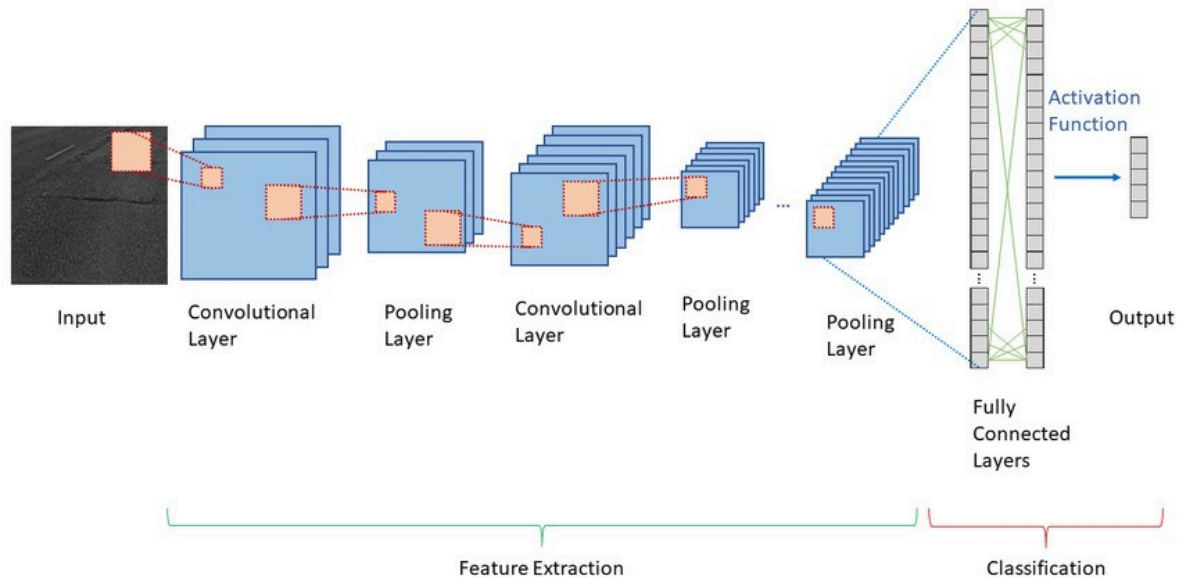 Activation
Function
Input
Convolutional
Layer
Pooling
Layer
Convolutional
Layer
Pooling
Layer
...
Pooling
Layer
Fully
Connected
Layers
Output
Feature Extraction
Classification